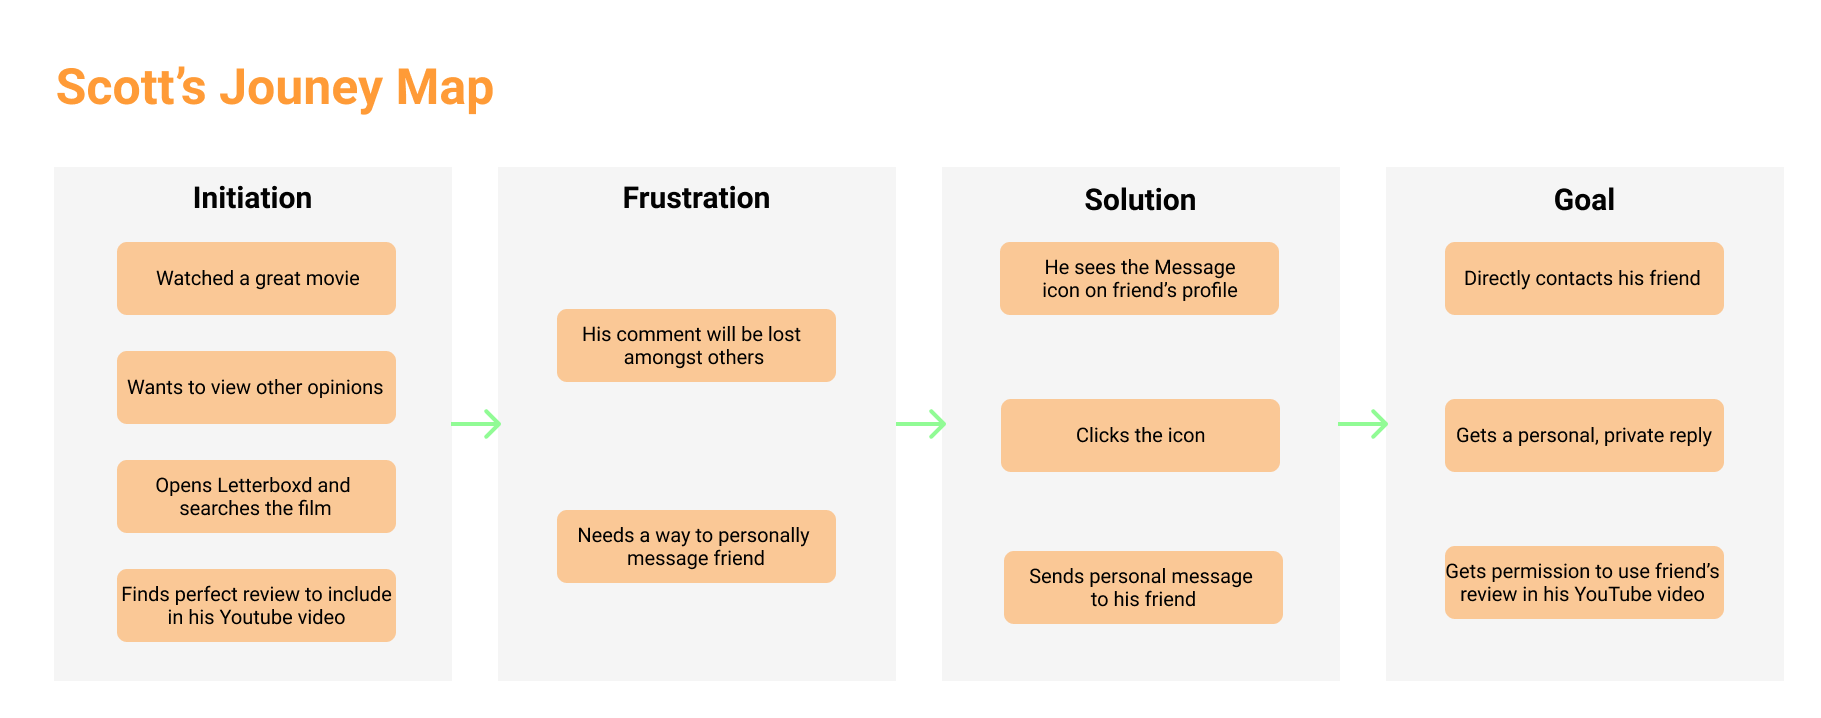 Scott’s Jouney Map
Initiation
Watched a great movie
Wants to view other opinions
Opens Letterboxd and
searches the film
Finds perfect review to include
in his Youtube video
Frustration
His comment will be lost
amongst others
Needs a way to personally
message friend
Solution
He sees the Message
icon on friend’s profile
Clicks the icon
Sends personal message
to his friend
Goal
Directly contacts his friend
Gets a personal, private reply
Gets permission to use friend’s
review in his YouTube video